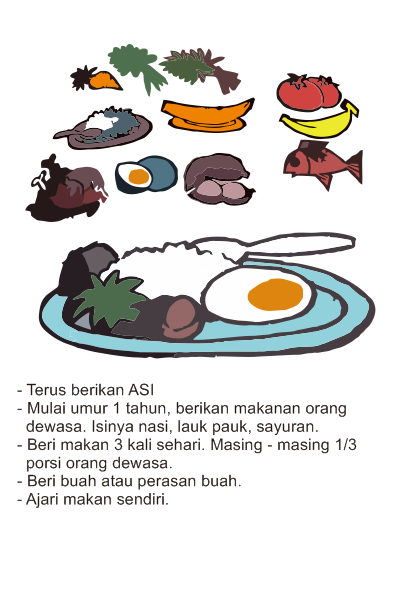 - Terus berikan ASI
- Mulai umur 1 tahun, berikan makanan orang
dewasa. Isinya nasi, lauk pauk, sayuran.
- Beri makan 3 kali sehari. Masing - masing 1/3
porsi orang dewasa.
- Beri buah atau perasan buah.
- Ajari makan sendiri.